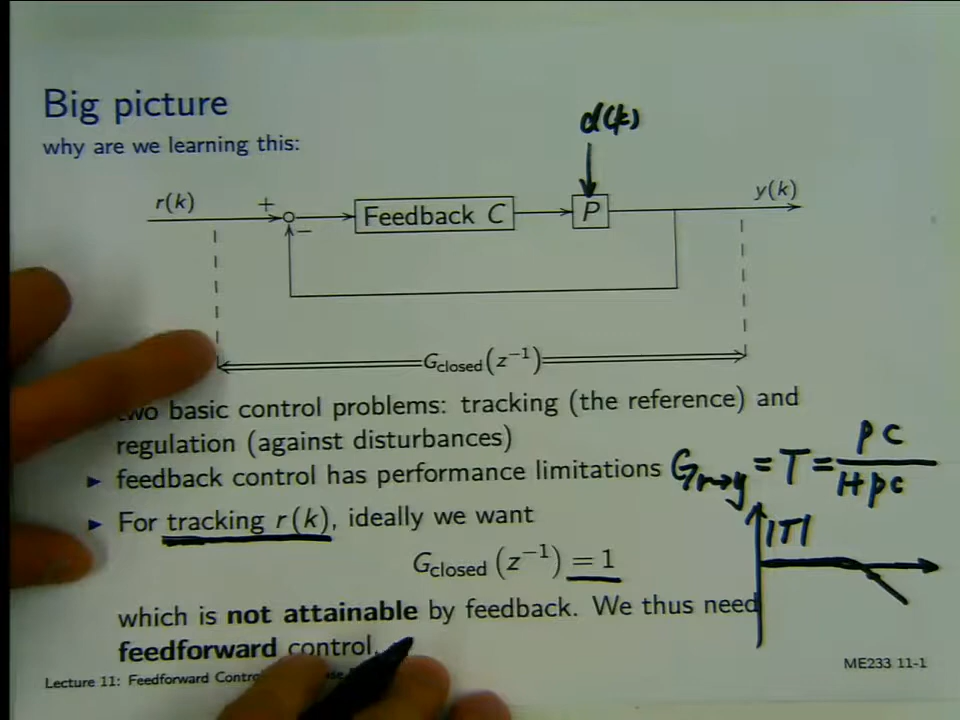 Big picture
why are we learning this:
d(k)
r(k) + − Feedback C P y(k)
G_closed(z⁻¹)
two basic control problems: tracking (the reference) and
regulation (against disturbances)
▶ feedback control has performance limitations
G_r→y = T = PC / 1+PC
▶ For tracking r(k), ideally we want
|T|
G_closed (z⁻¹) = 1
which is not attainable by feedback. We thus need
feedforward control.
Lecture 11: Feedforward
ME233 11-1